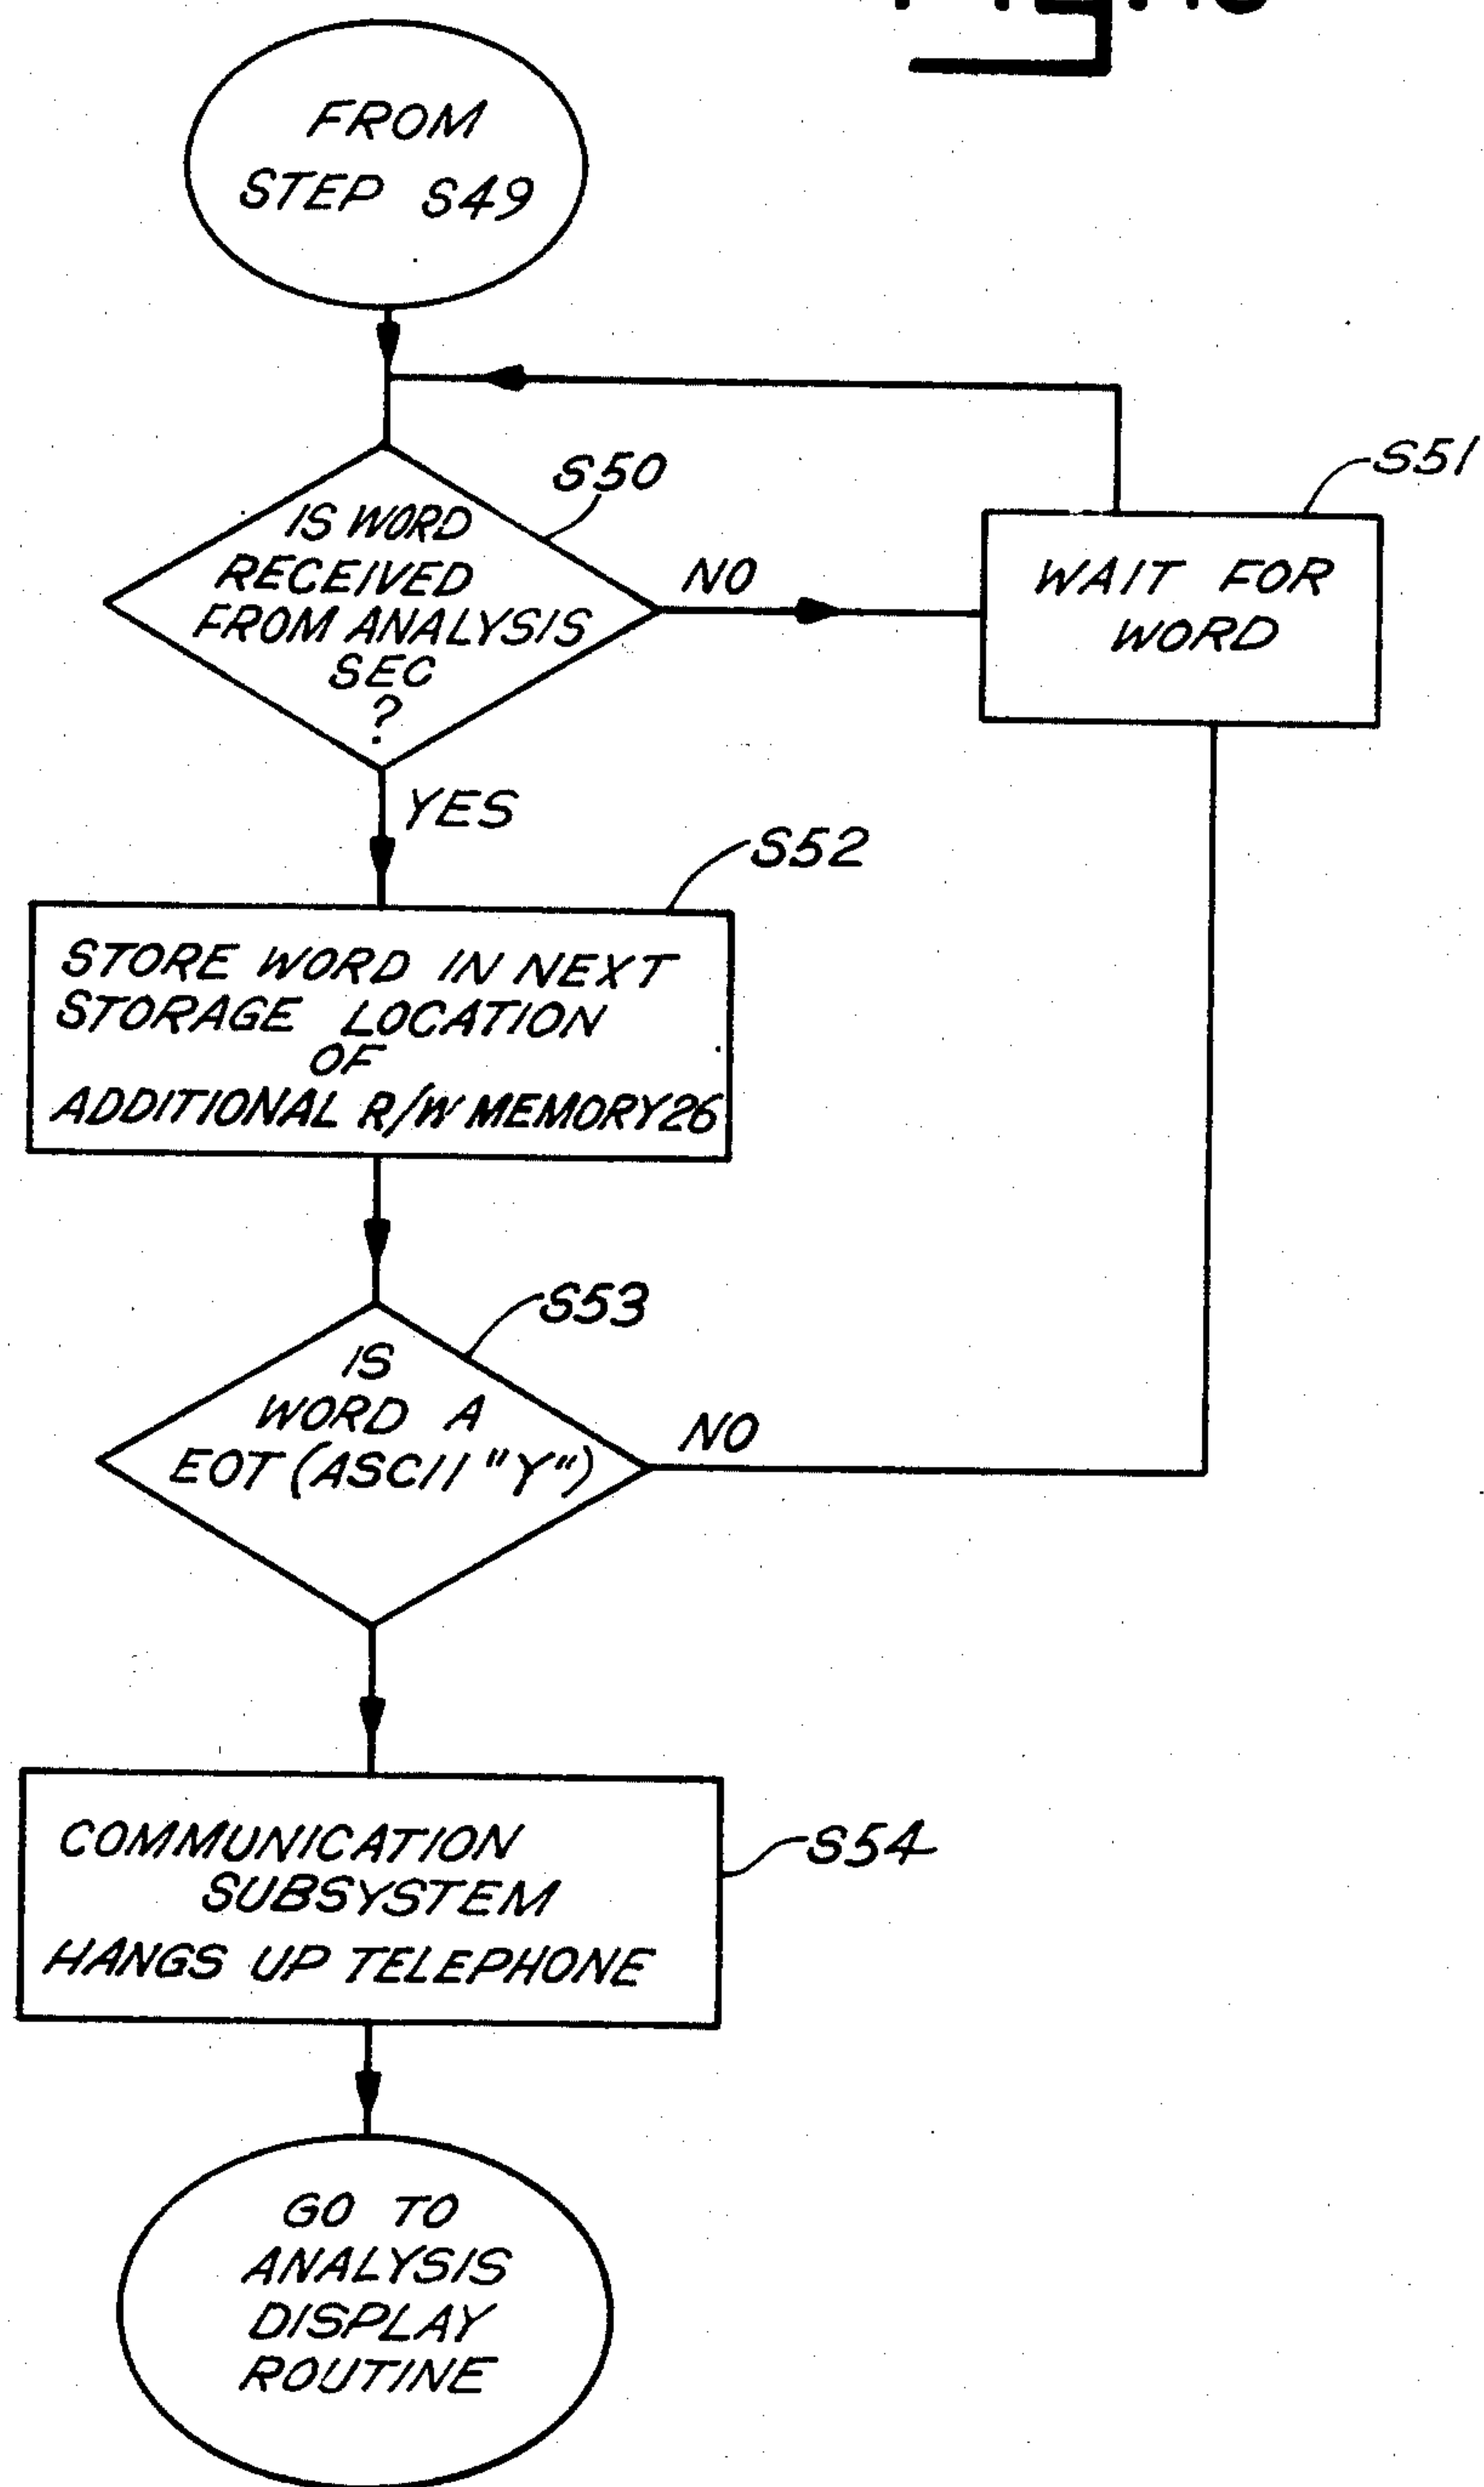 FROM
STEP S49
S50
S51
IS WORD
RECEIVED
FROM ANALYSIS
SEC
?
NO
WAIT FOR
WORD
YES
S52
STORE WORD IN NEXT
STORAGE LOCATION
OF
ADDITIONAL R/W MEMORY26
S53
IS
WORD A
EOT (ASCII "Y")
NO
COMMUNICATION
SUBSYSTEM
HANGS UP TELEPHONE
S54
GO TO
ANALYSIS
DISPLAY
ROUTINE